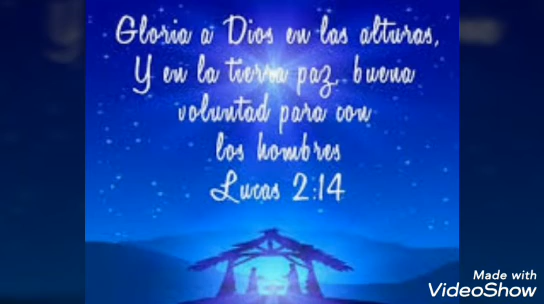 Gloria a Dios en las alturas,
Y en la tierra paz, buena
voluntad para con
los hombres
Lucas 2:14
Made with
VideoShow